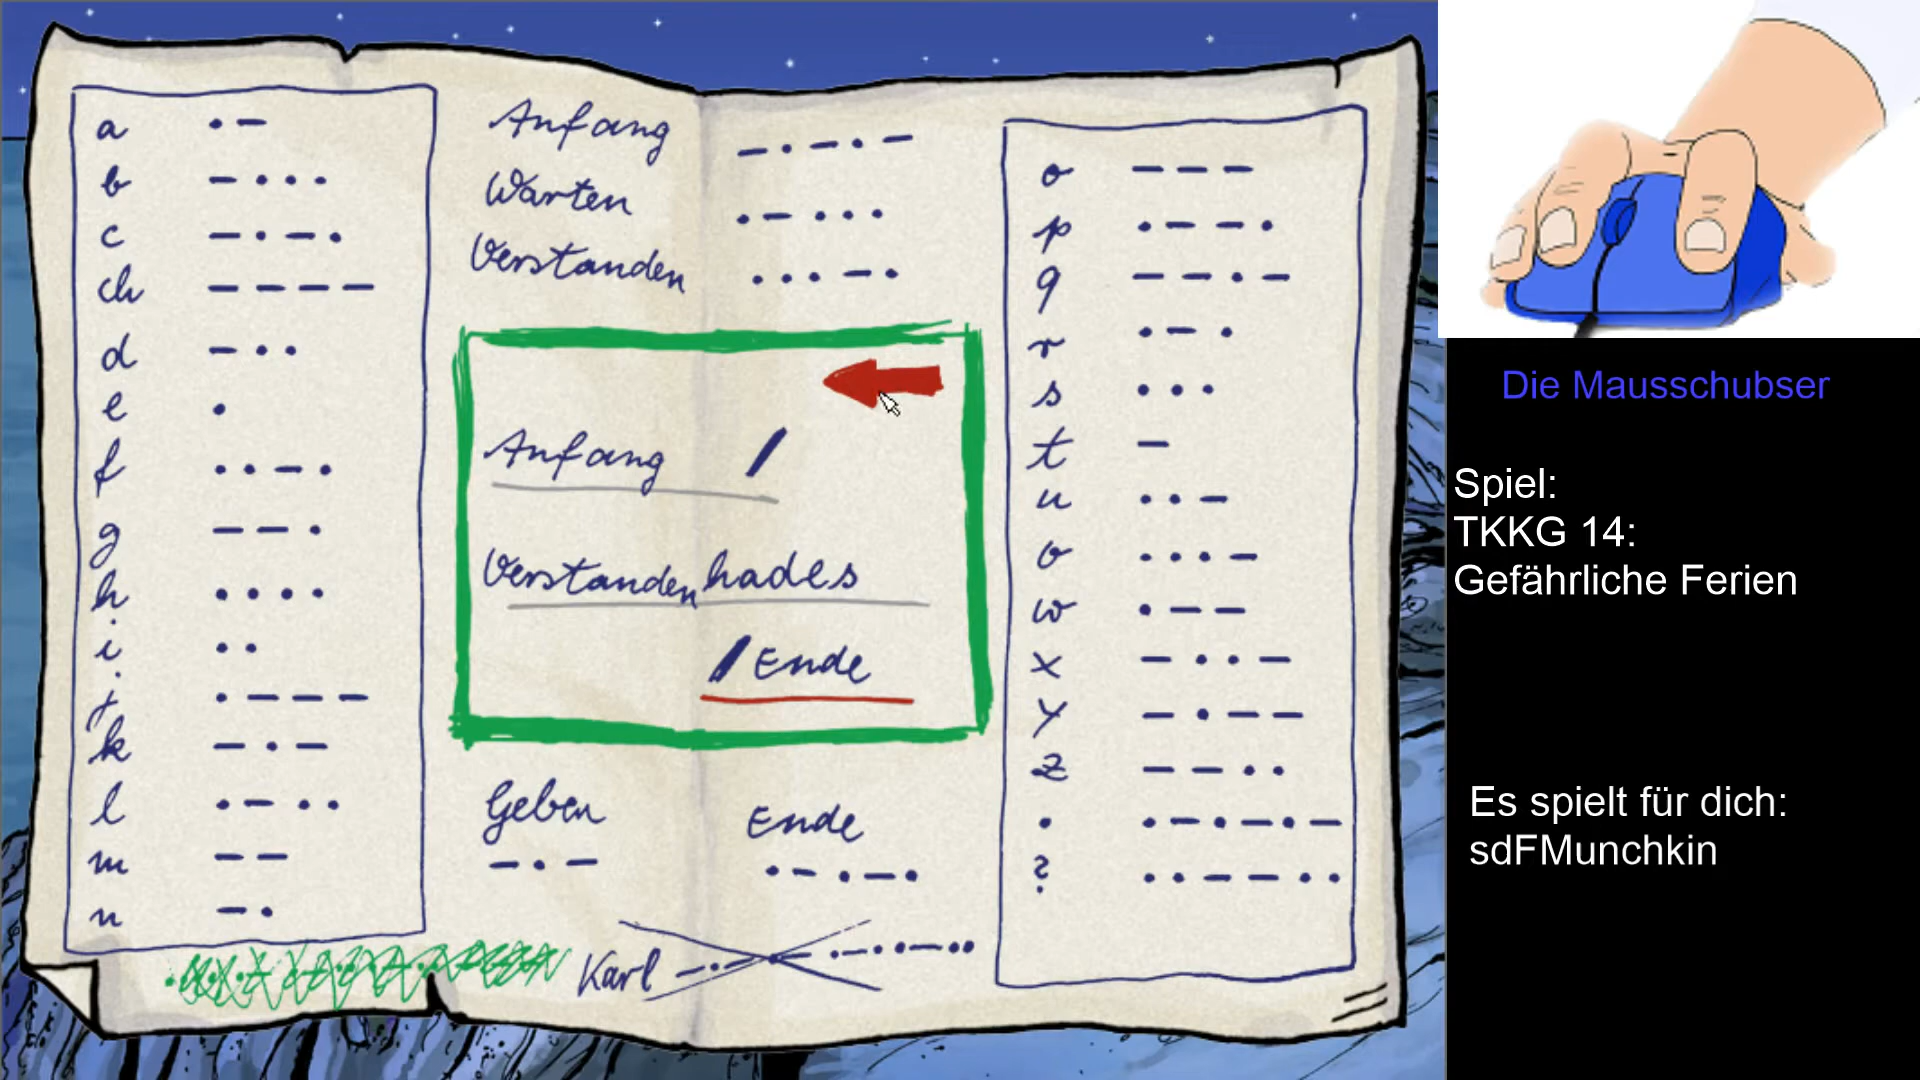 a · —
b — · · ·
c — · — ·
ch — — — —
d — · ·
e ·
f · · — ·
g — — ·
h · · · ·
i · ·
j · — — —
k — · —
l · — · ·
m — —
n — ·
Anfang — · — · —
Warten · — · · ·
Verstanden · · · — ·
Anfang /
Verstanden hades
/ Ende
Geben
— · —
Ende
· — · — ·
Karl
o — — —
p · — — ·
q — — · —
r · — ·
s · · ·
t —
u · · —
v · · · —
w · — —
x — · · —
y — · — —
z — — · ·
. · — · — · —
? · · — — · ·
Die Mausschubser
Spiel:
TKKG 14:
Gefährliche Ferien
Es spielt für dich:
sdFMunchkin